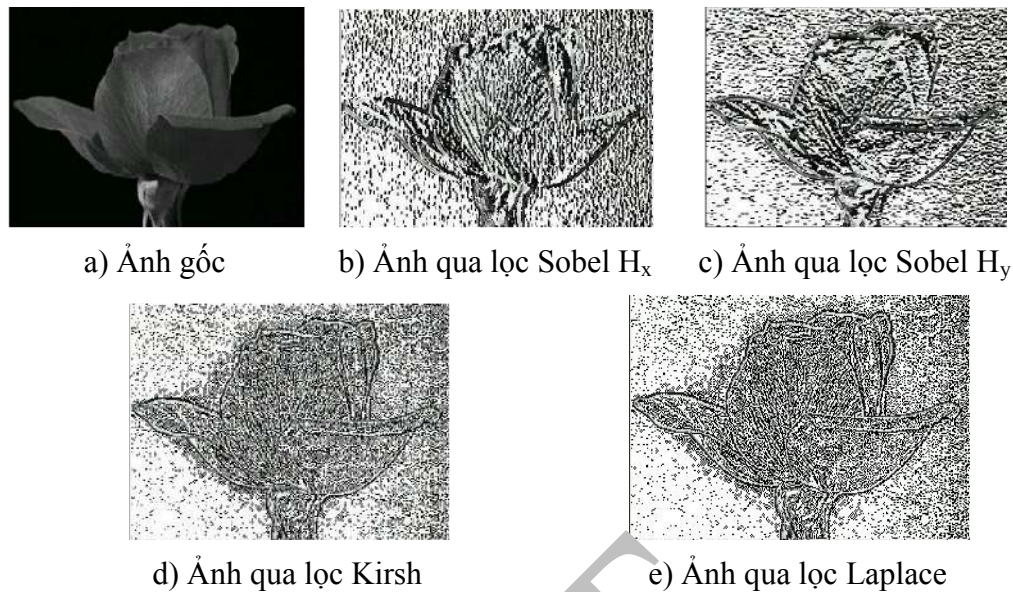 a) Ảnh gốc
b) Ảnh qua lọc Sobel Hx
c) Ảnh qua lọc Sobel Hy
d) Ảnh qua lọc Kirsh
e) Ảnh qua lọc Laplace